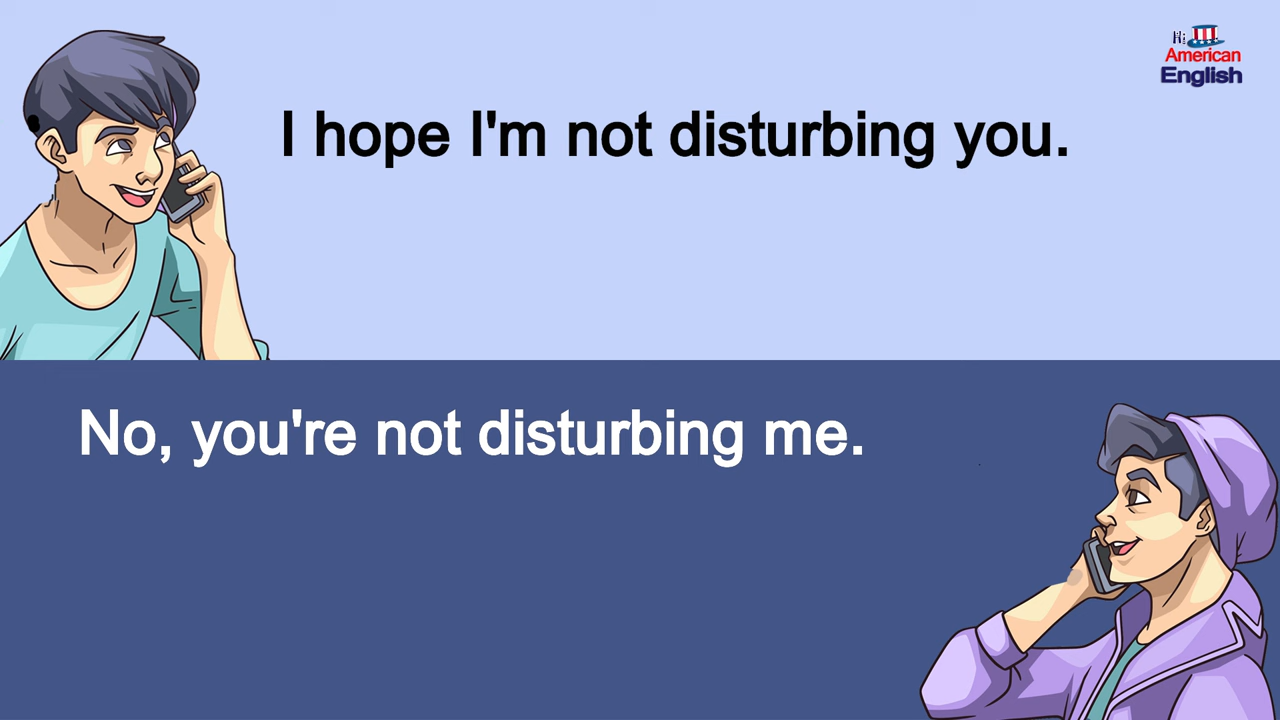 Hi
American
English
I hope I'm not disturbing you.
No, you're not disturbing me.